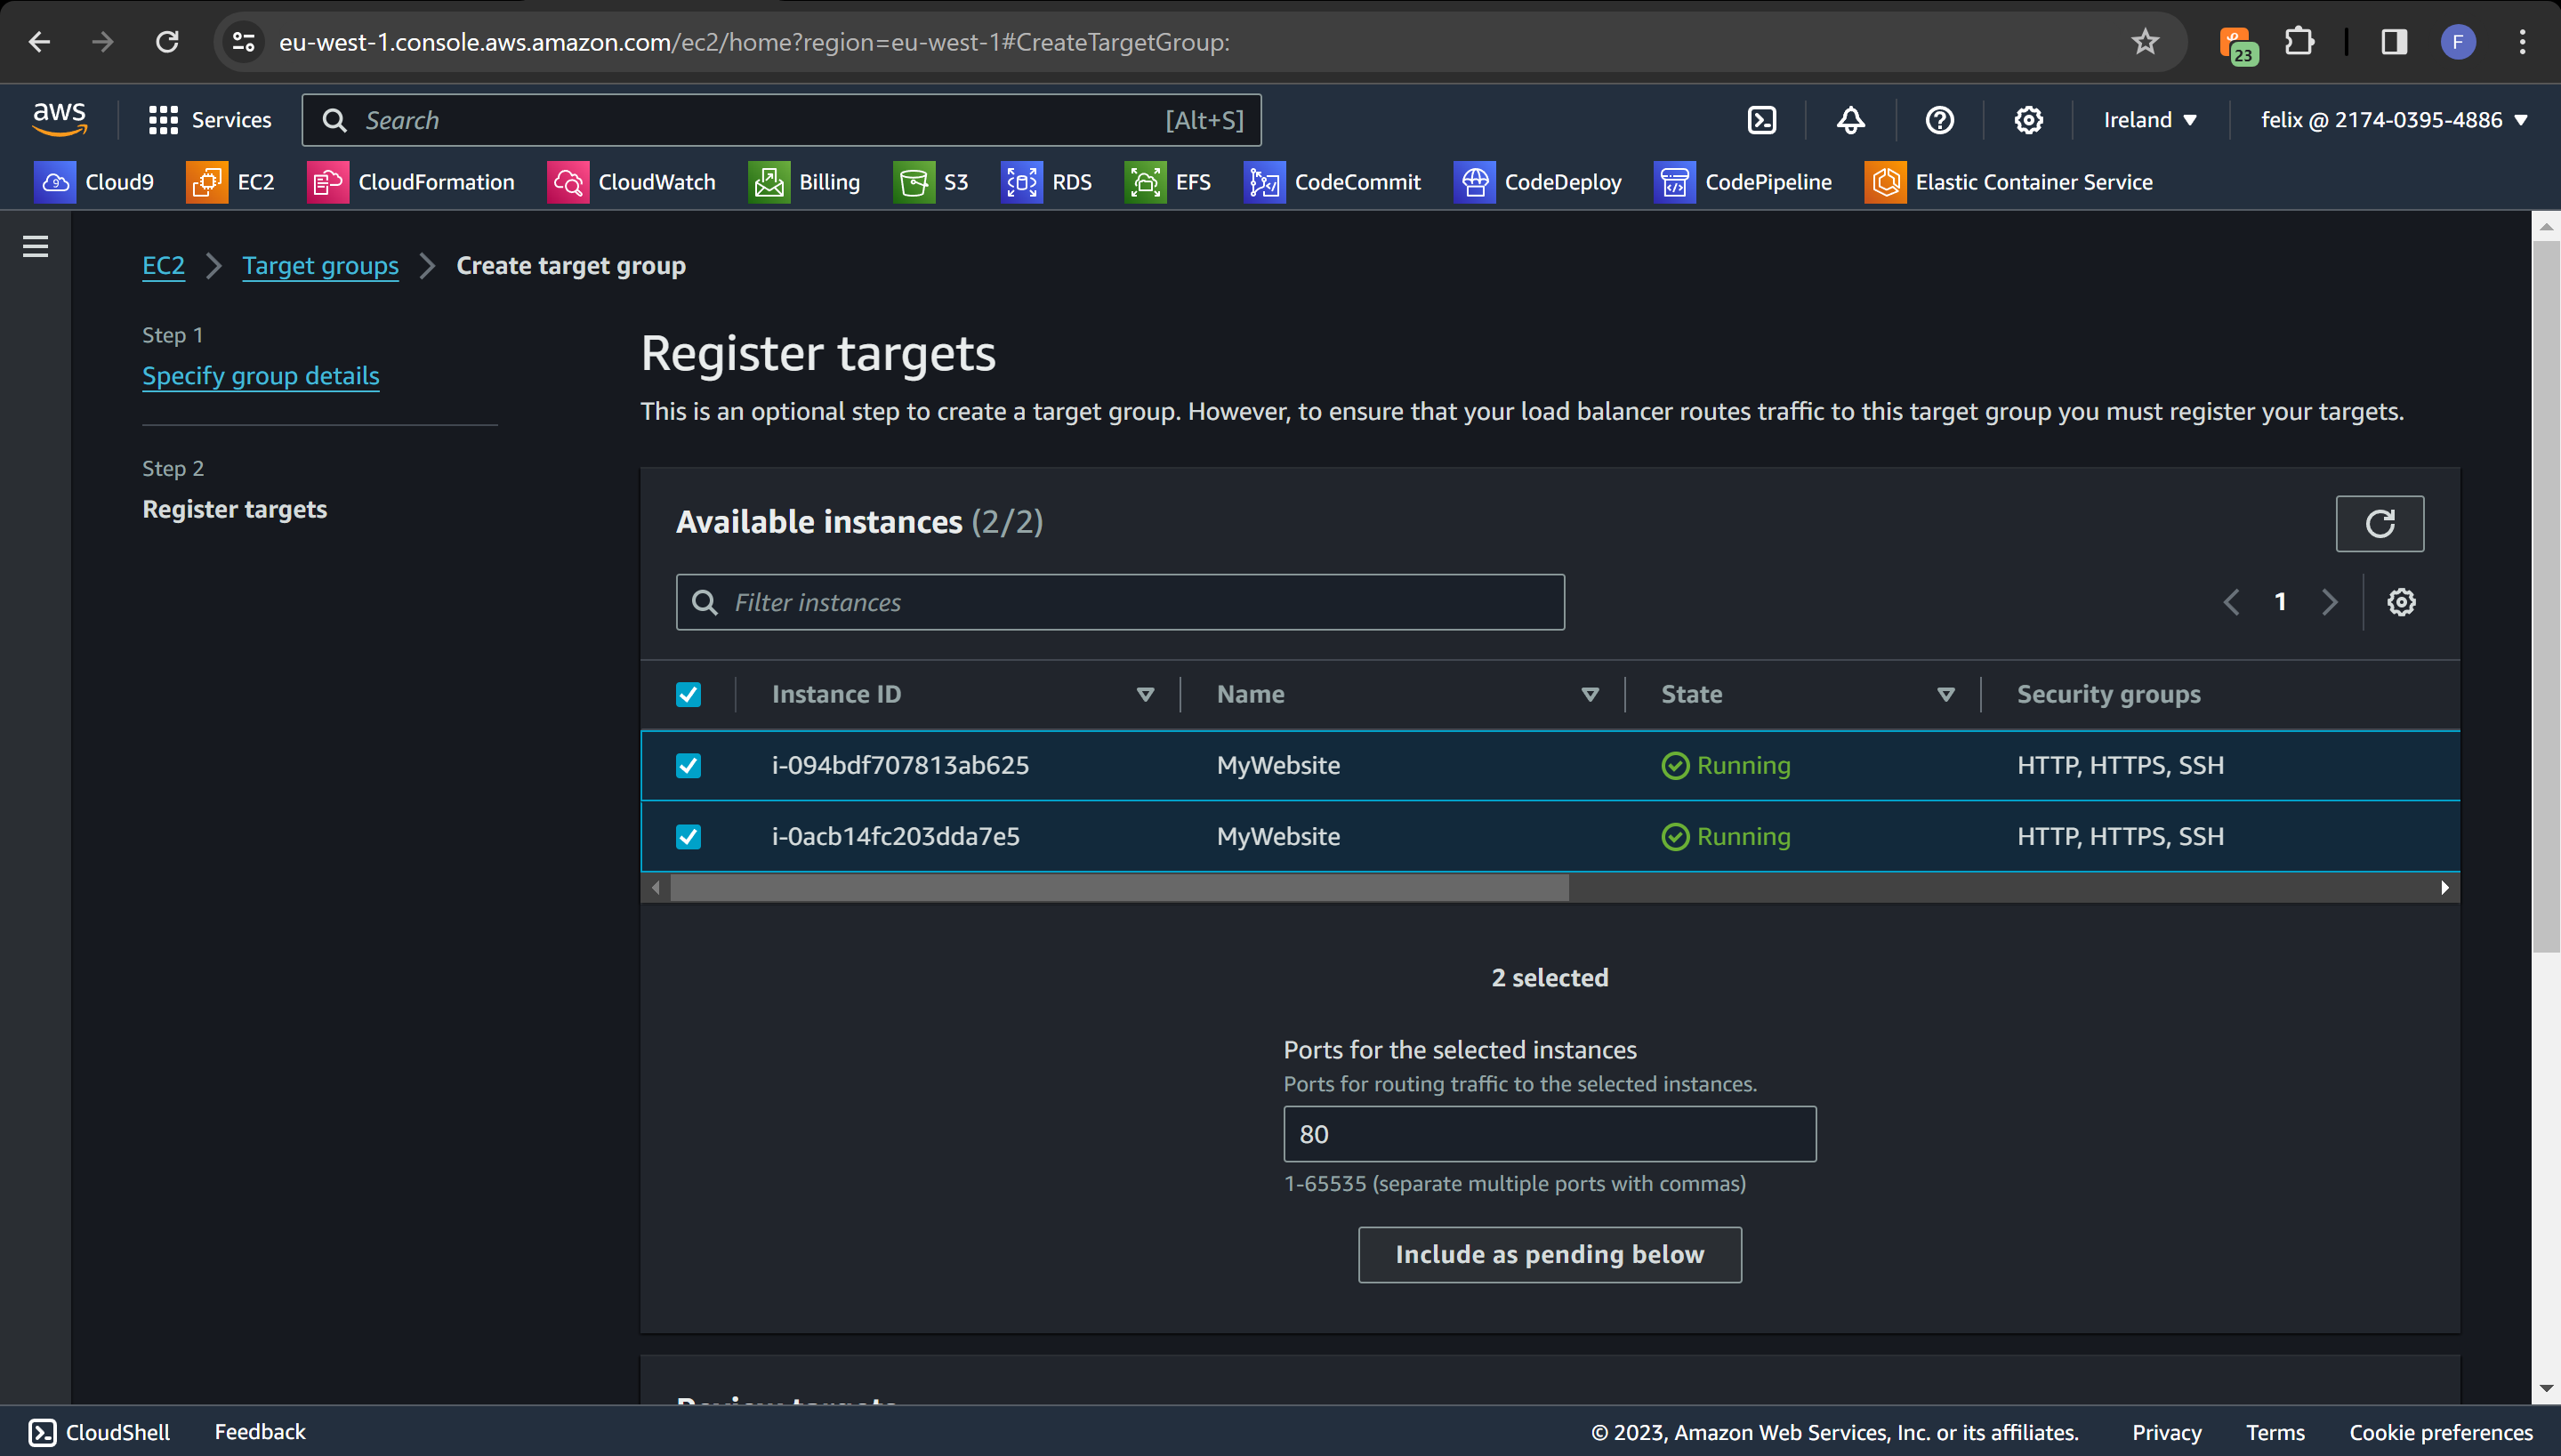 eu-west-1.console.aws.amazon.com/ec2/home?region=eu-west-1#CreateTargetGroup:
23
F
aws
Services
Search
[Alt+S]
Ireland
felix @ 2174-0395-4886
Cloud9
EC2
CloudFormation
CloudWatch
Billing
S3
RDS
EFS
CodeCommit
CodeDeploy
CodePipeline
Elastic Container Service
EC2 > Target groups > Create target group
Step 1
Specify group details
Step 2
Register targets
Register targets
This is an optional step to create a target group. However, to ensure that your load balancer routes traffic to this target group you must register your targets.
Available instances (2/2)
Filter instances
1
Instance ID Name State Security groups
i-094bdf707813ab625 MyWebsite Running HTTP, HTTPS, SSH
i-0acb14fc203dda7e5 MyWebsite Running HTTP, HTTPS, SSH
2 selected
Ports for the selected instances
Ports for routing traffic to the selected instances.
80
1-65535 (separate multiple ports with commas)
Include as pending below
Review targets
CloudShell
Feedback
© 2023, Amazon Web Services, Inc. or its affiliates.
Privacy
Terms
Cookie preferences